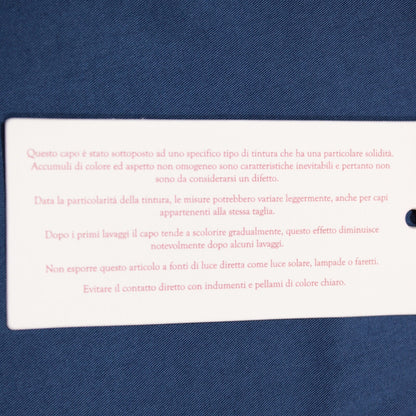 Questo capo è stato sottoposto ad uno specifico tipo di tintura che ha una particolare solidità.
Accumuli di colore ed aspetto non omogeneo sono caratteristiche inevitabili e pertanto non
sono da considerarsi un difetto.
Data la particolarità della tintura, le misure potrebbero variare leggermente, anche per capi
appartenenti alla stessa taglia.
Dopo i primi lavaggi il capo tende a scolorire gradualmente, questo effetto diminuisce
notevolmente dopo alcuni lavaggi.
Non esporre questo articolo a fonti di luce diretta come luce solare, lampade o faretti.
Evitare il contatto diretto con indumenti e pellami di colore chiaro.